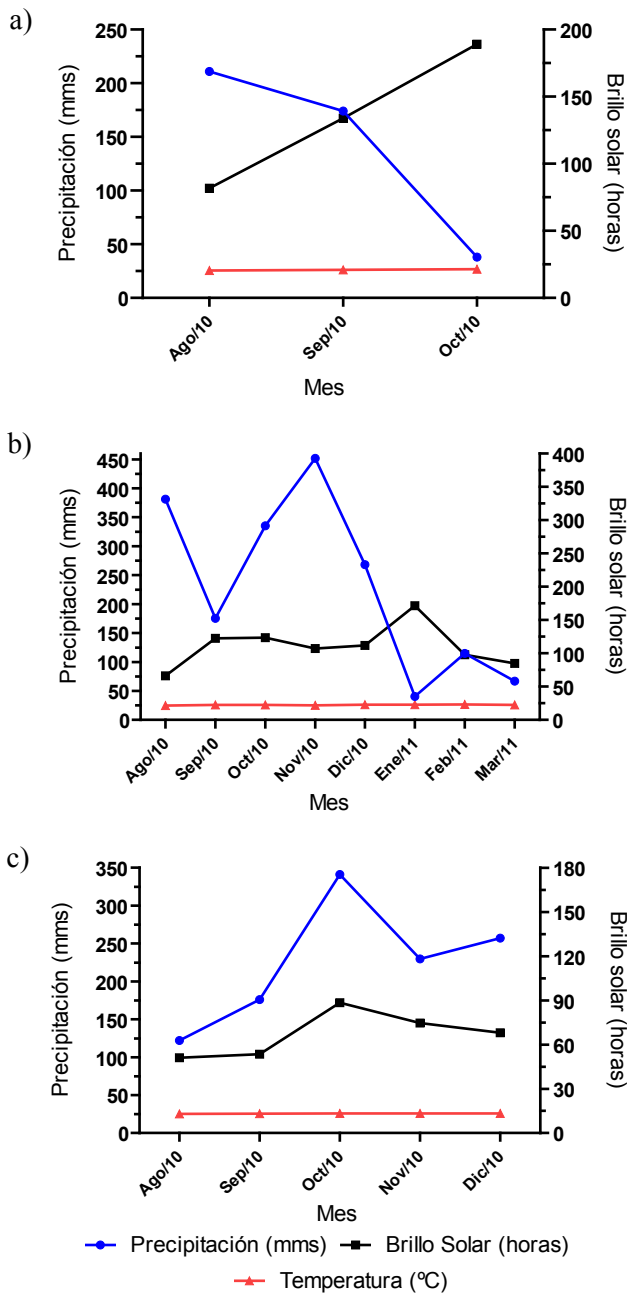 a)
Precipitación (mms)
250
200
150
100
50
0
200
150
100
50
0
Brillo solar (horas)
Ago/10
Sep/10
Oct/10
Mes
b)
Precipitación (mms)
450
400
350
300
250
200
150
100
50
0
400
350
300
250
200
150
100
50
0
Brillo solar (horas)
Ago/10
Sep/10
Oct/10
Nov/10
Dic/10
Ene/11
Feb/11
Mar/11
Mes
c)
Precipitación (mms)
350
300
250
200
150
100
50
0
180
150
120
90
60
30
0
Brillo solar (horas)
Ago/10
Sep/10
Oct/10
Nov/10
Dic/10
Mes
Precipitación (mms) Brillo Solar (horas)
Temperatura (ºC)